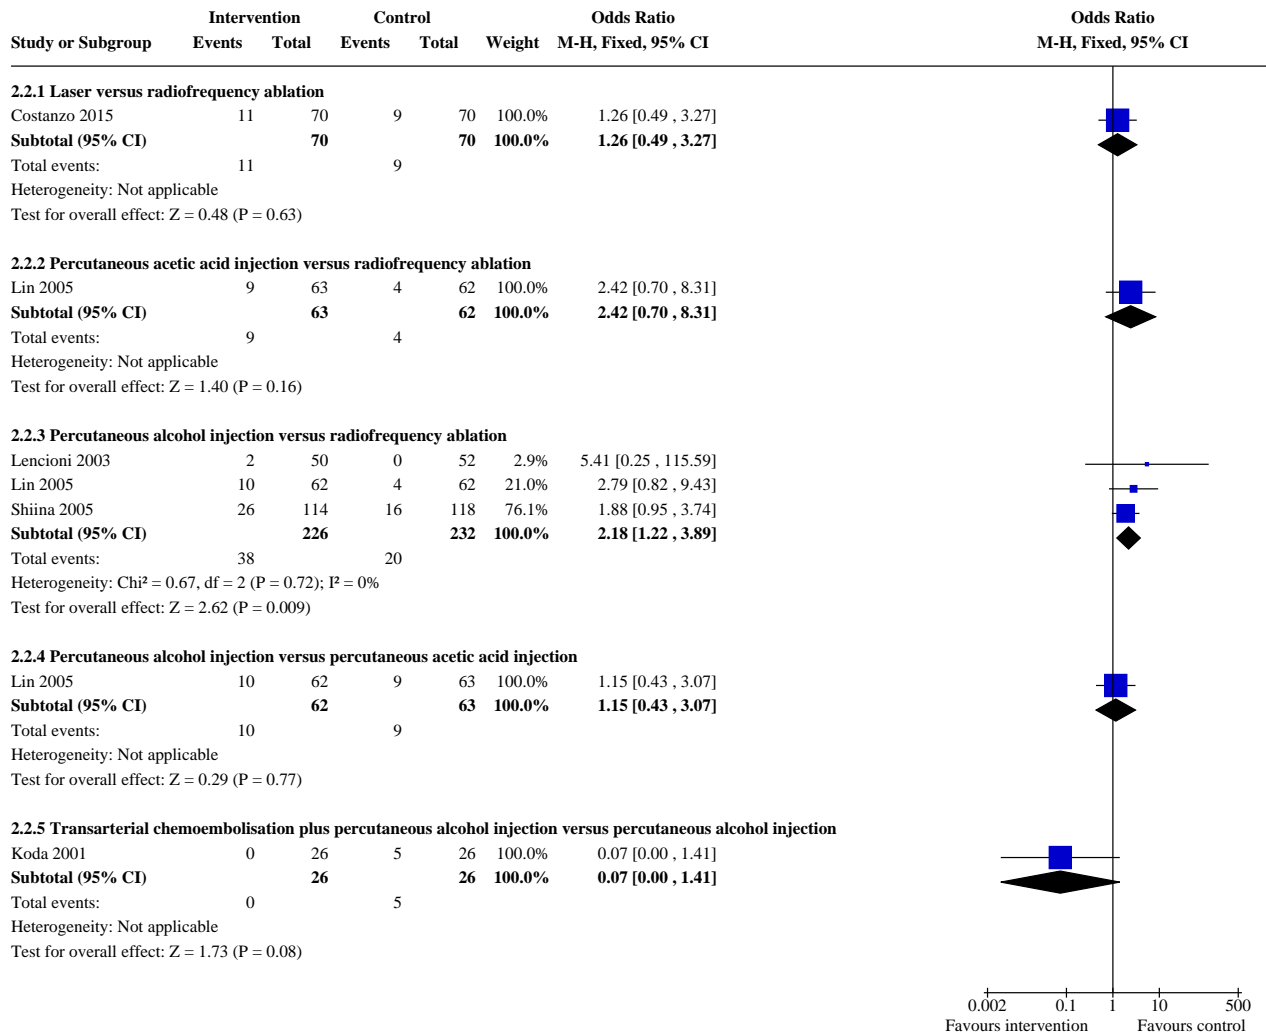 Intervention Control Odds Ratio Odds Ratio
Study or Subgroup Events Total Events Total Weight M-H, Fixed, 95% CI M-H, Fixed, 95% CI
2.2.1 Laser versus radiofrequency ablation
Costanzo 2015 11 70 9 70 100.0% 1.26 [0.49 , 3.27]
Subtotal (95% CI) 70 70 100.0% 1.26 [0.49 , 3.27]
Total events: 11 9
Heterogeneity: Not applicable
Test for overall effect: Z = 0.48 (P = 0.63)
2.2.2 Percutaneous acetic acid injection versus radiofrequency ablation
Lin 2005 9 63 4 62 100.0% 2.42 [0.70 , 8.31]
Subtotal (95% CI) 63 62 100.0% 2.42 [0.70 , 8.31]
Total events: 9 4
Heterogeneity: Not applicable
Test for overall effect: Z = 1.40 (P = 0.16)
2.2.3 Percutaneous alcohol injection versus radiofrequency ablation
Lencioni 2003 2 50 0 52 2.9% 5.41 [0.25 , 115.59]
Lin 2005 10 62 4 62 21.0% 2.79 [0.82 , 9.43]
Shiina 2005 26 114 16 118 76.1% 1.88 [0.95 , 3.74]
Subtotal (95% CI) 226 232 100.0% 2.18 [1.22 , 3.89]
Total events: 38 20
Heterogeneity: Chi² = 0.67, df = 2 (P = 0.72); I² = 0%
Test for overall effect: Z = 2.62 (P = 0.009)
2.2.4 Percutaneous alcohol injection versus percutaneous acetic acid injection
Lin 2005 10 62 9 63 100.0% 1.15 [0.43 , 3.07]
Subtotal (95% CI) 62 63 100.0% 1.15 [0.43 , 3.07]
Total events: 10 9
Heterogeneity: Not applicable
Test for overall effect: Z = 0.29 (P = 0.77)
2.2.5 Transarterial chemoembolisation plus percutaneous alcohol injection versus percutaneous alcohol injection
Koda 2001 0 26 5 26 100.0% 0.07 [0.00 , 1.41]
Subtotal (95% CI) 26 26 100.0% 0.07 [0.00 , 1.41]
Total events: 0 5
Heterogeneity: Not applicable
Test for overall effect: Z = 1.73 (P = 0.08)
0.002 0.1 1 10 500
Favours intervention Favours control